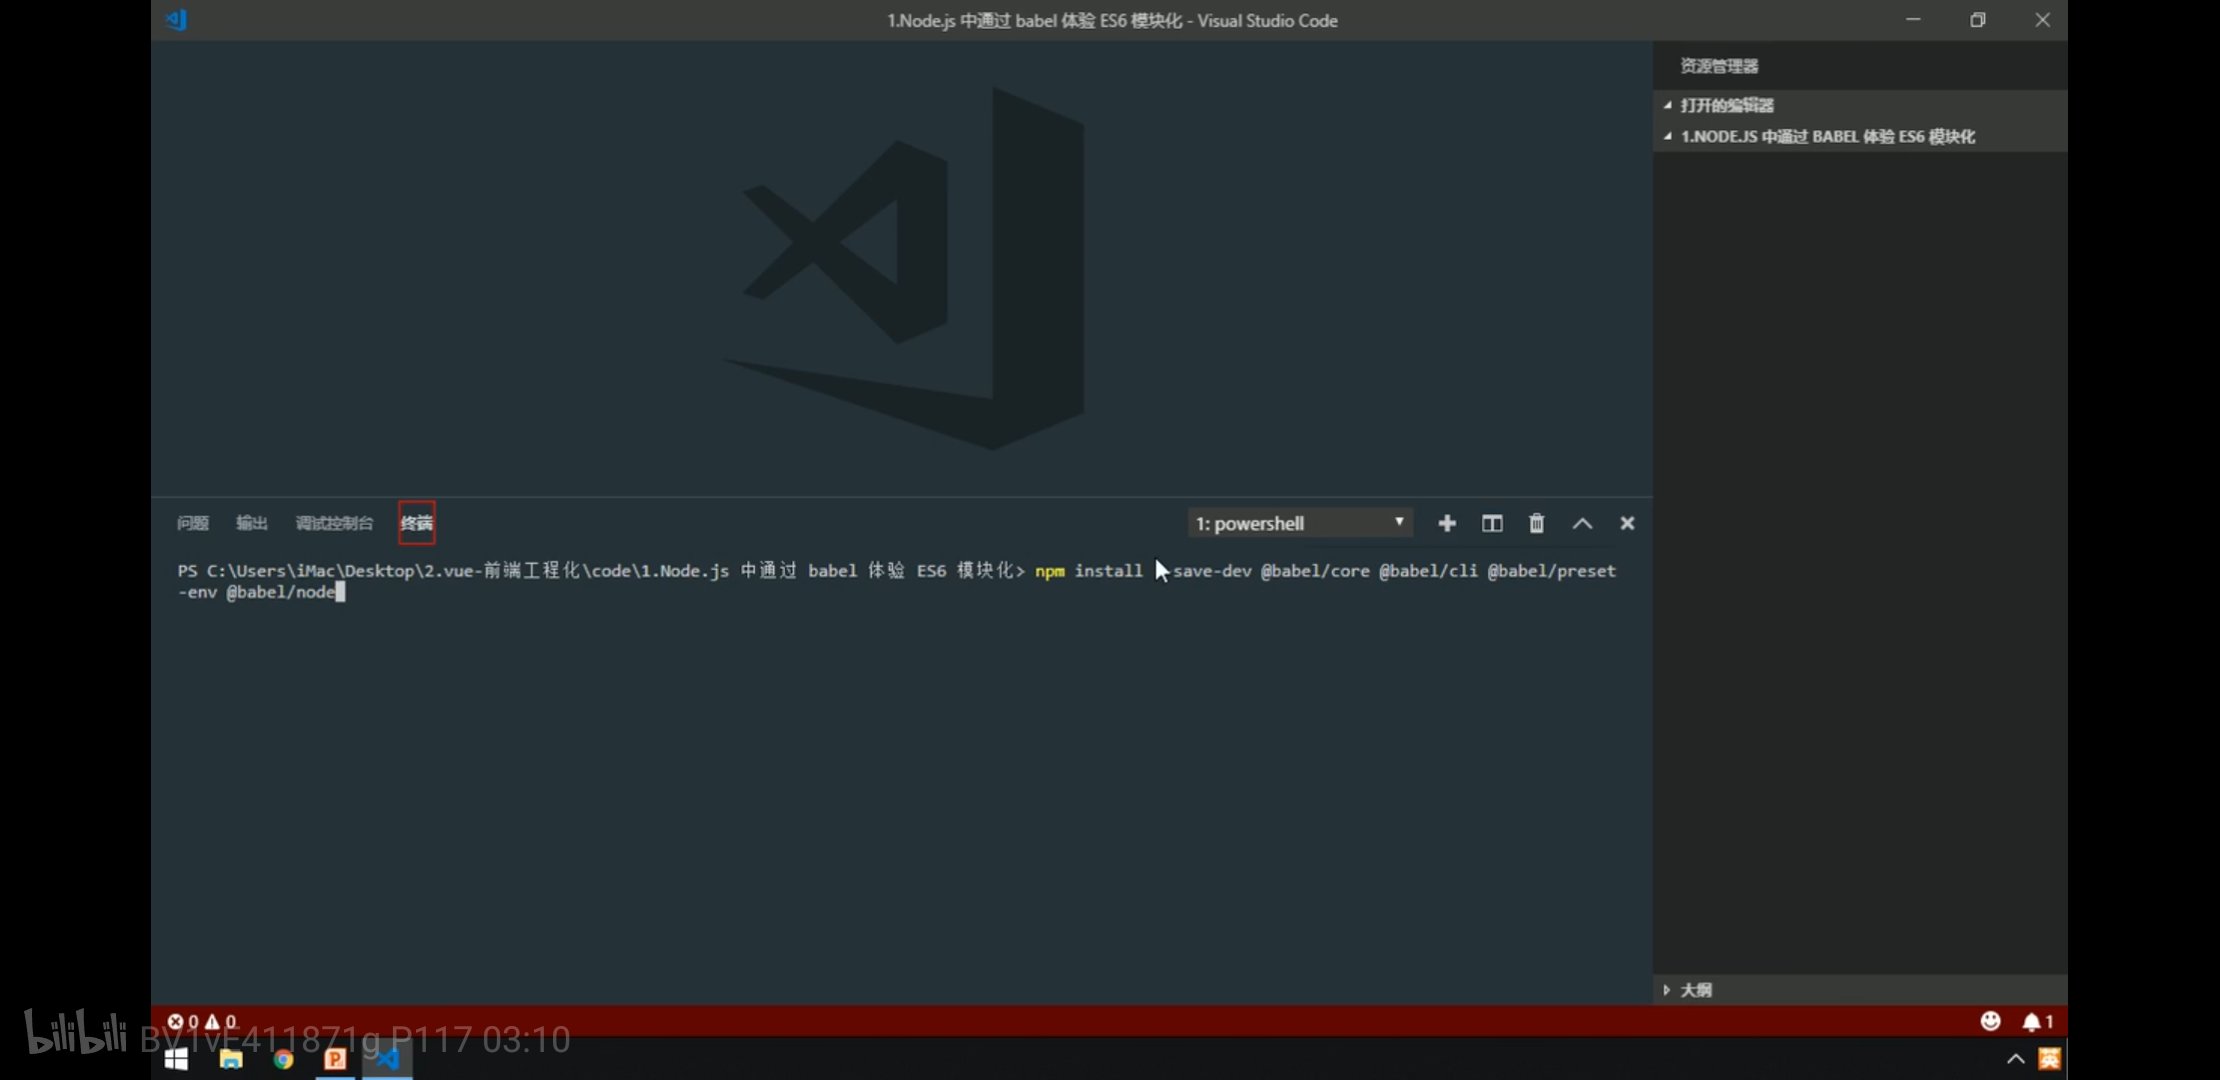 1.Node.js 中通过 babel 体验 ES6 模块化 - Visual Studio Code
资源管理器
打开的编辑器
1.NODE.JS 中通过 BABEL 体验 ES6 模块化
问题 输出 调试控制台 终端
1: powershell
PS C:\Users\iMac\Desktop\2.vue-前端工程化\code\1.Node.js 中通过 babel 体验 ES6 模块化> npm install -save-dev @babel/core @babel/cli @babel/preset
-env @babel/node
大纲
0 0
1
bilibili BV1vE411871g P117 03:10
P
英